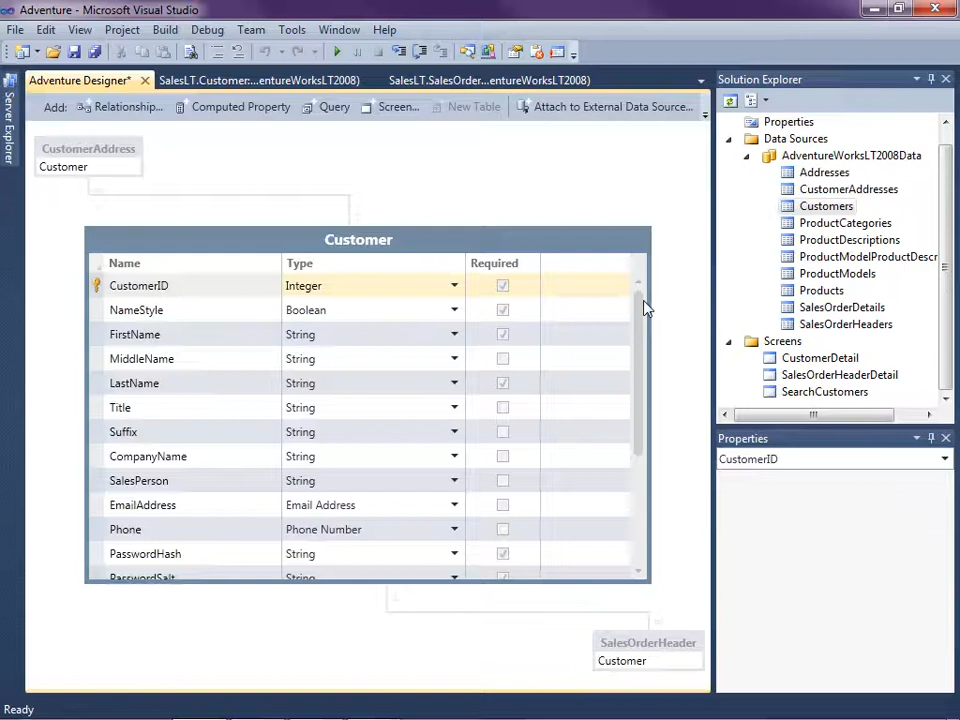 Adventure - Microsoft Visual Studio
File Edit View Project Build Debug Team Tools Window Help
Adventure Designer* SalesLT.Customer:...entureWorksLT2008) SalesLT.SalesOrder...entureWorksLT2008)
Add: Relationship... Computed Property Query Screen... New Table Attach to External Data Source...
Server Explorer
CustomerAddress
Customer
Customer
Name Type Required
CustomerID Integer
NameStyle Boolean
FirstName String
MiddleName String
LastName String
Title String
Suffix String
CompanyName String
SalesPerson String
EmailAddress Email Address
Phone Phone Number
PasswordHash String
PasswordSalt String
SalesOrderHeader
Customer
Solution Explorer
Properties
Data Sources
AdventureWorksLT2008Data
Addresses
CustomerAddresses
Customers
ProductCategories
ProductDescriptions
ProductModelProductDescr
ProductModels
Products
SalesOrderDetails
SalesOrderHeaders
Screens
CustomerDetail
SalesOrderHeaderDetail
SearchCustomers
Properties
CustomerID
Ready